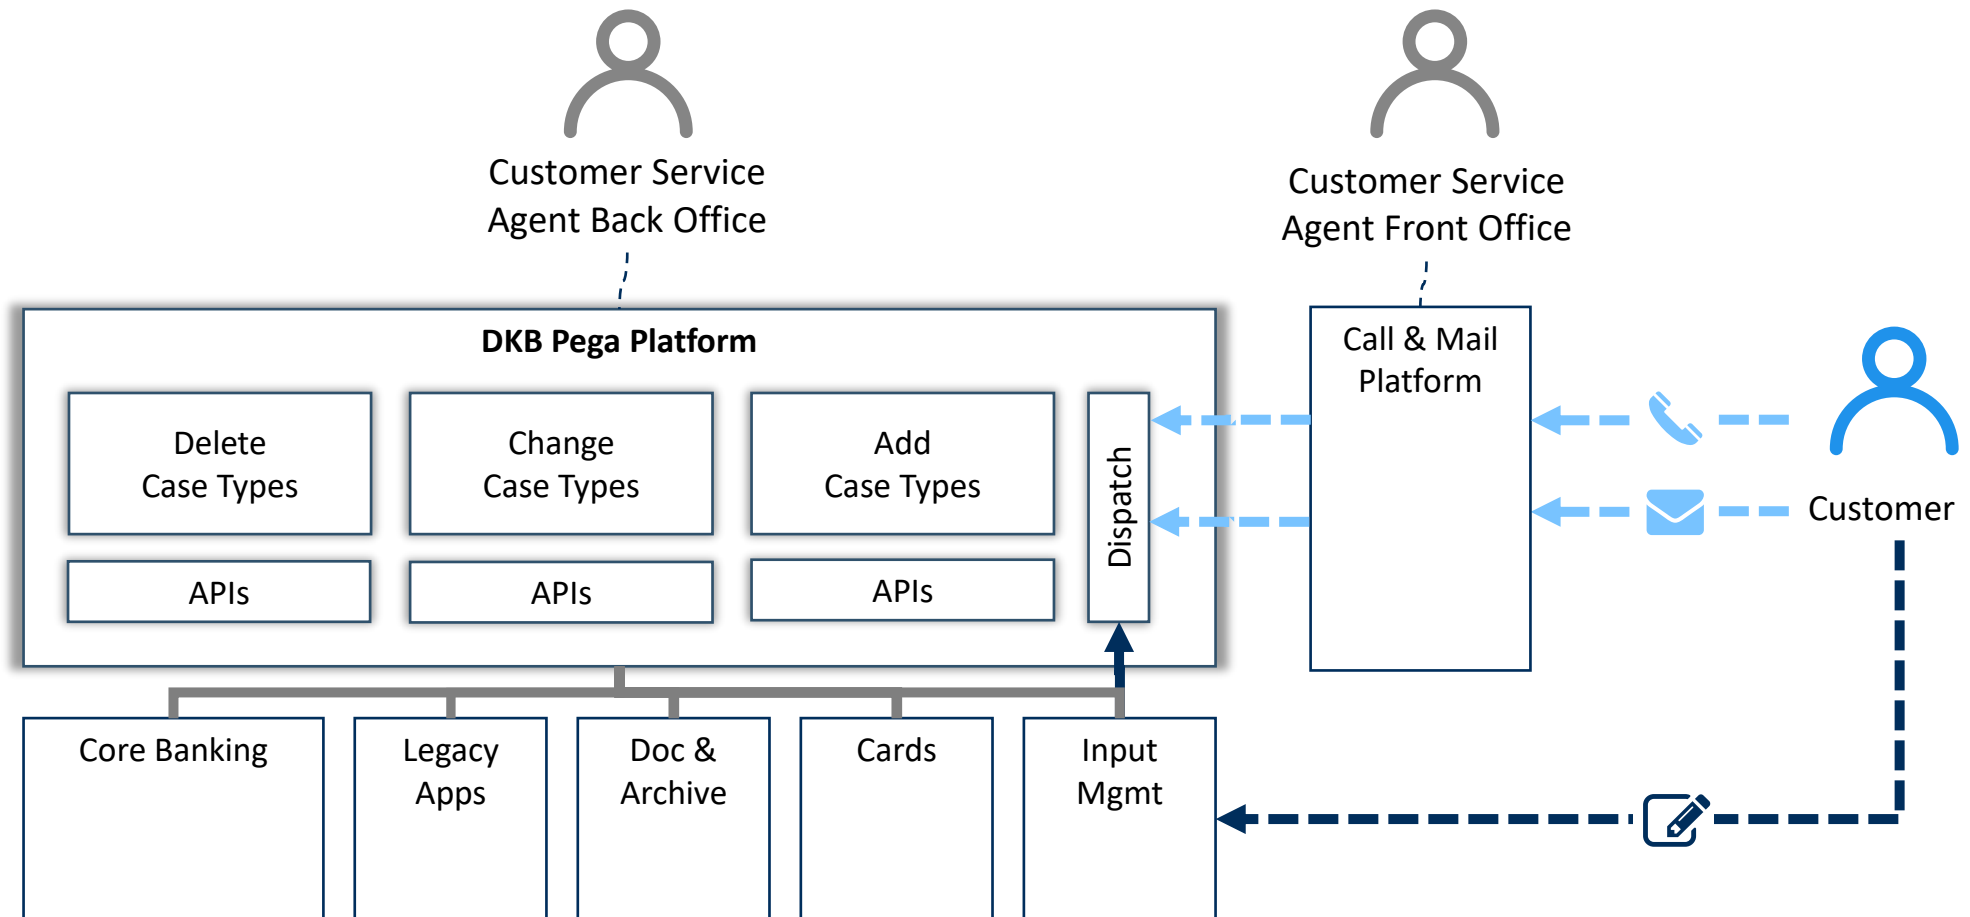 Customer Service
Agent Back Office
Customer Service
Agent Front Office
DKB Pega Platform
Delete
Case Types
Change
Case Types
Add
Case Types
APIs
APIs
APIs
Dispatch
Call & Mail
Platform
Customer
Core Banking
Legacy
Apps
Doc &
Archive
Cards
Input
Mgmt